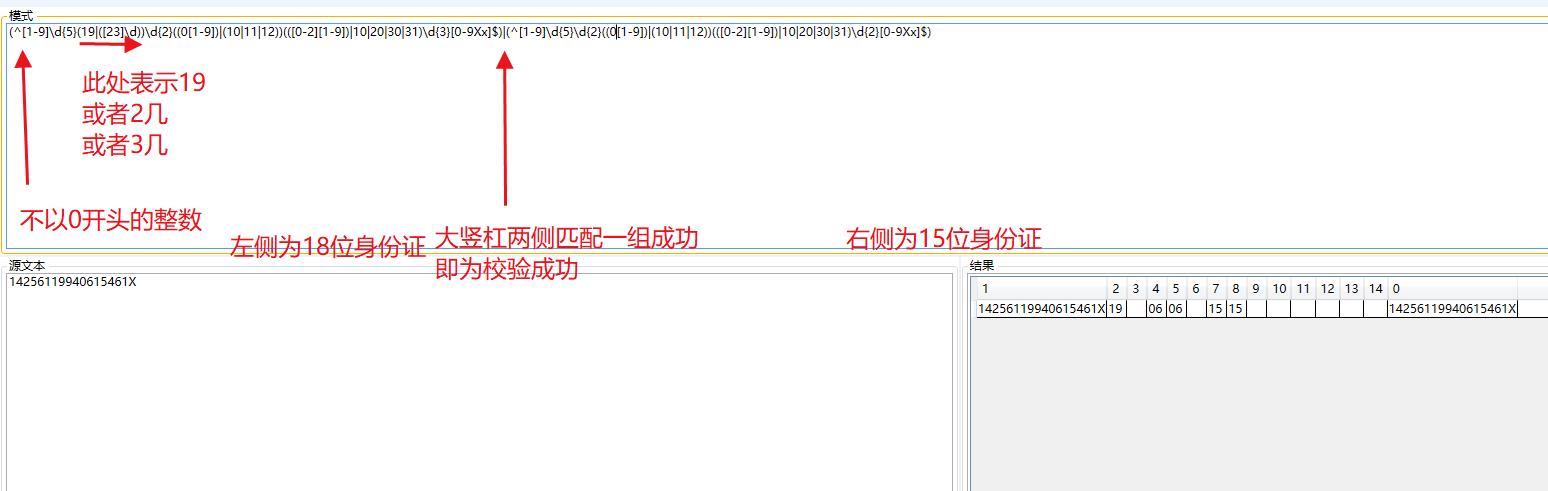 模式
(^[1-9]\d{5}(19|([23]\d))\d{2}((0[1-9])|(10|11|12))(([0-2][1-9])|10|20|30|31)\d{3}[0-9Xx]$)|(^[1-9]\d{5}\d{2}((0[1-9])|(10|11|12))(([0-2][1-9])|10|20|30|31)\d{2}[0-9Xx]$)
此处表示19
或者2几
或者3几
不以0开头的整数
左侧为18位身份证
大竖杠两侧匹配一组成功
即为校验成功
右侧为15位身份证
源文本
14256119940615461X
结果
1 2 3 4 5 6 7 8 9 10 11 12 13 14 0
14256119940615461X 19 06 06 15 15 14256119940615461X